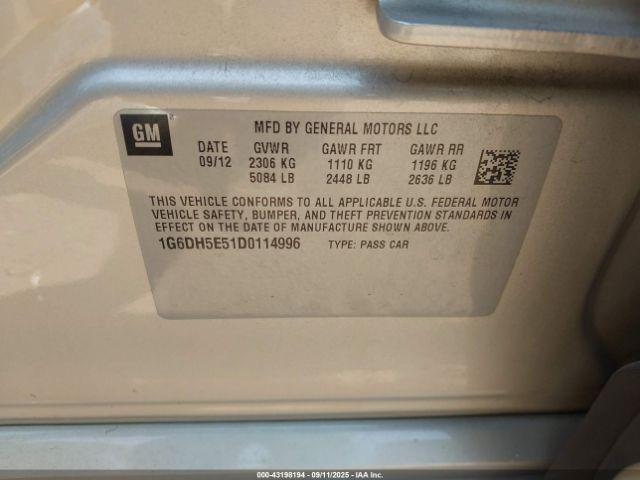 GM
MFD BY GENERAL MOTORS LLC
DATE GVWR GAWR FRT GAWR RR
09/12 2306 KG 1110 KG 1196 KG
5084 LB 2448 LB 2636 LB
THIS VEHICLE CONFORMS TO ALL APPLICABLE U.S. FEDERAL MOTOR
VEHICLE SAFETY, BUMPER, AND THEFT PREVENTION STANDARDS IN
EFFECT ON THE DATE OF MANUFACTURE SHOWN ABOVE.
1G6DH5E51D0114996 TYPE: PASS CAR
000-43198194 - 09/11/2025 - IAA Inc.